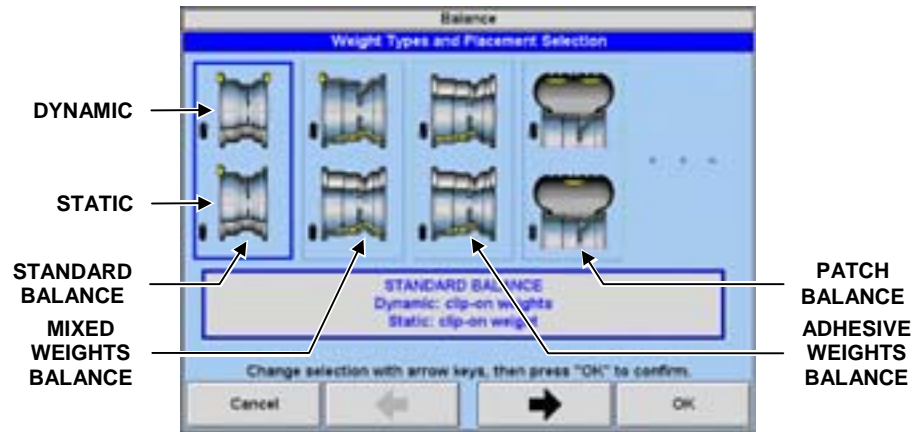 Balance
Weight Types and Placement Selection
DYNAMIC
STATIC
STANDARD
BALANCE
MIXED
WEIGHTS
BALANCE
PATCH
BALANCE
ADHESIVE
WEIGHTS
BALANCE
STANDARD BALANCE
Dynamic: clip-on weights
Static: clip-on weight
Change selection with arrow keys, then press "OK" to confirm.
Cancel
OK